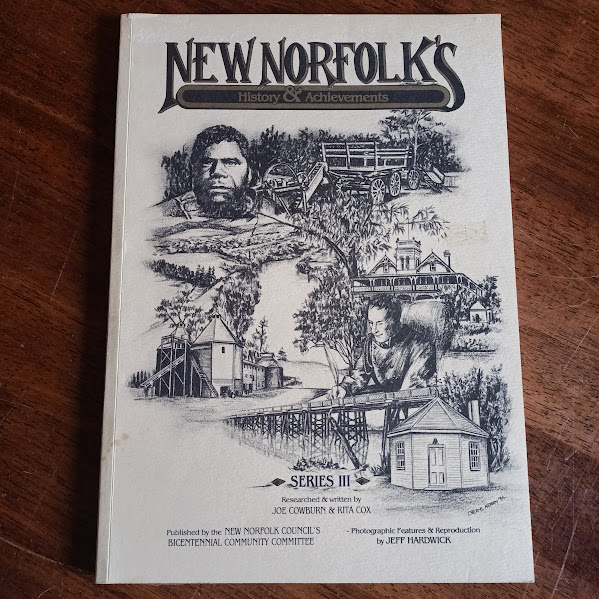 NEW NORFOLK'S
History & Achievements
SERIES III
Researched & written by
JOE COWBURN & RITA COX
Published by the NEW NORFOLK COUNCIL'S
BICENTENNIAL COMMUNITY COMMITTEE
· Photographic Features & Reproduction
by JEFF HARDWICK